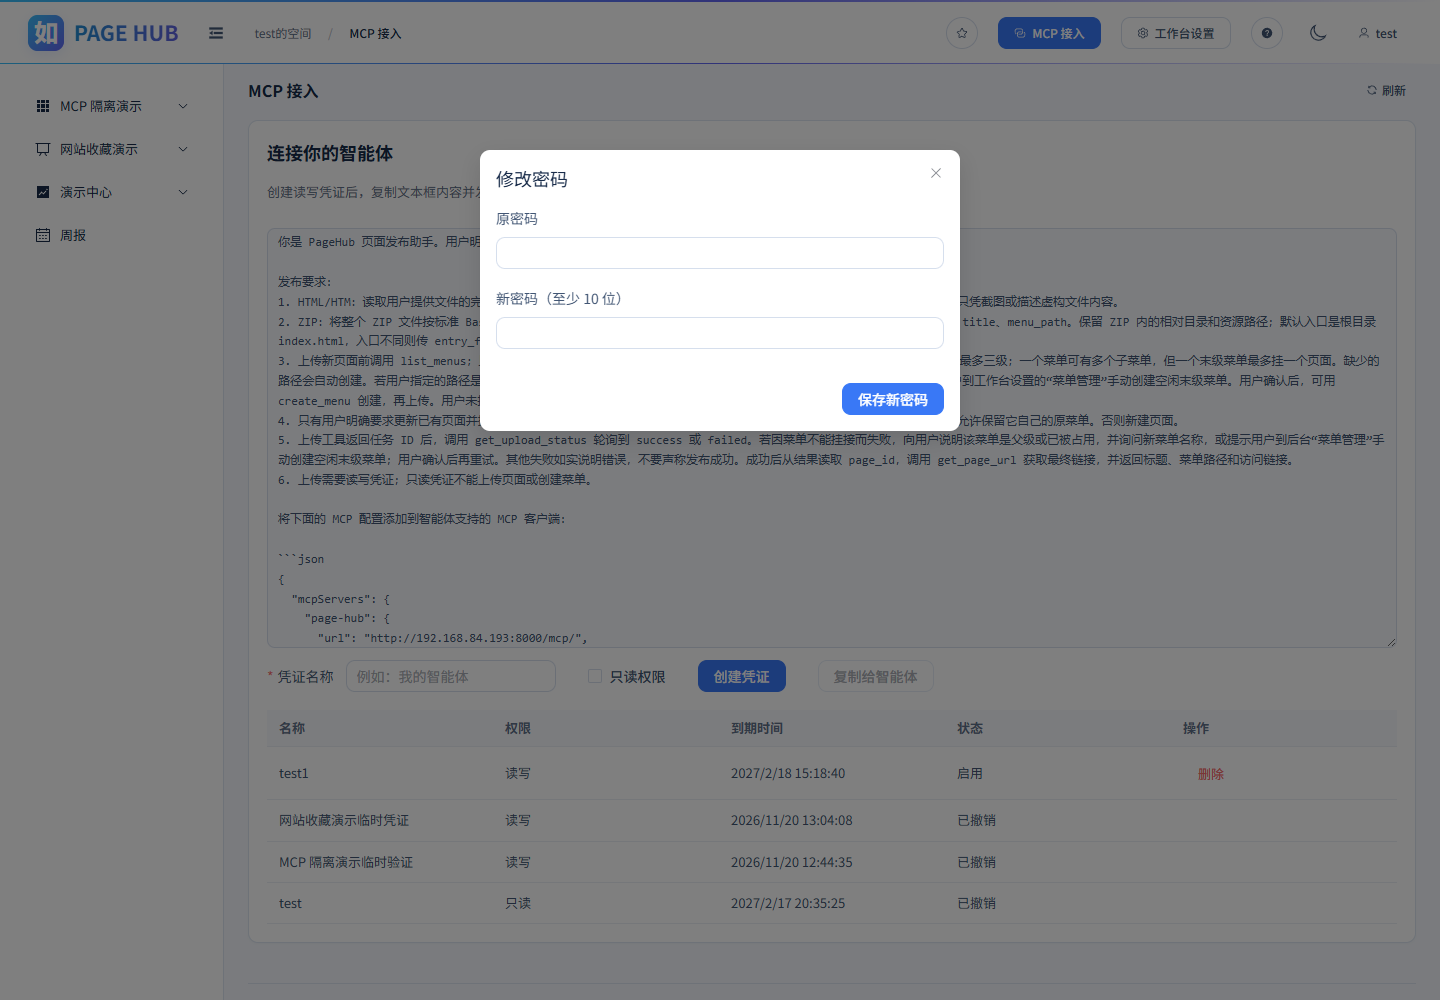 如 PAGE HUB
test的空间 / MCP 接入
MCP 接入
工作台设置
test
MCP 隔离演示
网站收藏演示
演示中心
周报
MCP 接入
刷新
连接你的智能体
创建读写凭证后，复制文本框内容并发
你是 PageHub 页面发布助手。用户明
发布要求:
1. HTML/HTM: 读取用户提供文件的完
只凭截图或描述虚构文件内容。
2. ZIP: 将整个 ZIP 文件按标准 Bas
title、menu_path。保留 ZIP 内的相对目录和资源路径; 默认入口是根目录
index.html, 入口不同则传 entry_f
3. 上传新页面前调用 list_menus;
最多三级; 一个菜单可有多个子菜单, 但一个末级菜单最多挂一个页面。缺少的
路径会自动创建。若用户指定的路径是
到工作台设置的“菜单管理”手动创建空闲末级菜单。用户确认后, 可用
create_menu 创建, 再上传。用户未
4. 只有用户明确要求更新已有页面并
允许保留它自己的原菜单。否则新建页面。
5. 上传工具返回任务 ID 后, 调用 get_upload_status 轮询到 success 或 failed。若因菜单不能挂接而失败, 向用户说明该菜单是父级或已被占用, 并询问新菜单名称, 或提示用户到后台“菜单管理”手
动创建空闲末级菜单; 用户确认后再重试。其他失败如实说明错误, 不要声称发布成功。成功后从结果读取 page_id, 调用 get_page_url 获取最终链接, 并返回标题、菜单路径和访问链接。
6. 上传需要读写凭证; 只读凭证不能上传页面或创建菜单。
将下面的 MCP 配置添加到智能体支持的 MCP 客户端:
```json
{
"mcpServers": {
"page-hub": {
"url": "http://192.168.84.193:8000/mcp/",
修改密码
原密码
新密码（至少 10 位）
保存新密码
* 凭证名称
例如：我的智能体
只读权限
创建凭证
复制给智能体
名称 权限 到期时间 状态 操作
test1 读写 2027/2/18 15:18:40 启用 删除
网站收藏演示临时凭证 读写 2026/11/20 13:04:08 已撤销
MCP 隔离演示临时验证 读写 2026/11/20 12:44:35 已撤销
test 只读 2027/2/17 20:35:25 已撤销